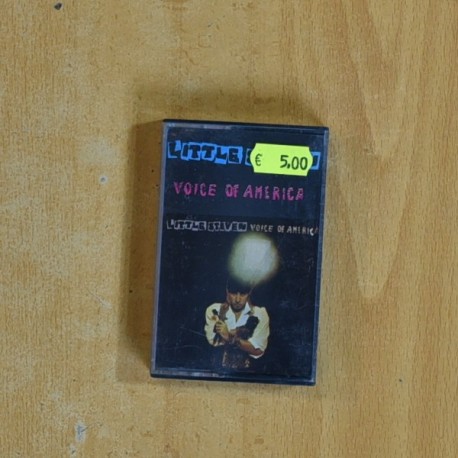 LITTLE
€ 5.00
VOICE OF AMERICA
LITTLE STEVEN VOICE OF AMERICA